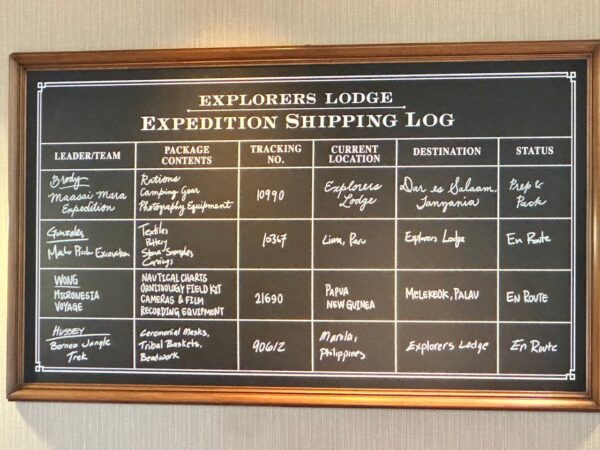 EXPLORERS LODGE
EXPEDITION SHIPPING LOG
LEADER/TEAM
PACKAGE
CONTENTS
TRACKING
NO.
CURRENT
LOCATION
DESTINATION
STATUS
Brody
Maasai Mara
Expedition
Rations
Camping Gear
Photography Equipment
10990
Explorers
Lodge
Dar es Salaam,
Tanzania
Prep &
Pack
Gonzales
Machu Picchu Excavation
Textiles
Pottery
Stone Samples
Carvings
10347
Lima, Peru
Explorers Lodge
En Route
WONG
MICRONESIA
VOYAGE
NAUTICAL CHARTS
ORNITHOLOGY FIELD KIT
CAMERAS & FILM
RECORDING EQUIPMENT
21690
PAPUA
NEW GUINEA
MELEKEOK, PALAU
EN ROUTE
HUSSEY
Borneo Jungle
Trek
Ceremonial Masks,
Tribal Baskets,
Beadwork
90612
Manila,
Philippines
Explorers Lodge
En Route